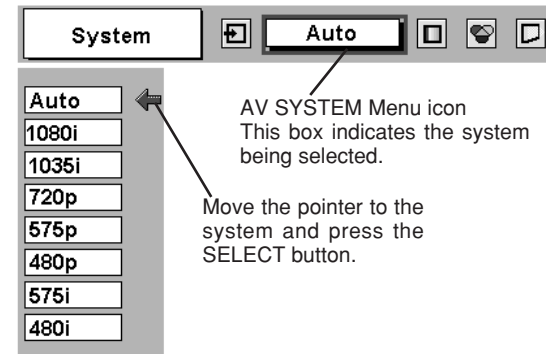 System
Auto
AV SYSTEM Menu icon
This box indicates the system
being selected.
Auto
1080i
1035i
720p
575p
480p
575i
480i
Move the pointer to the
system and press the
SELECT button.